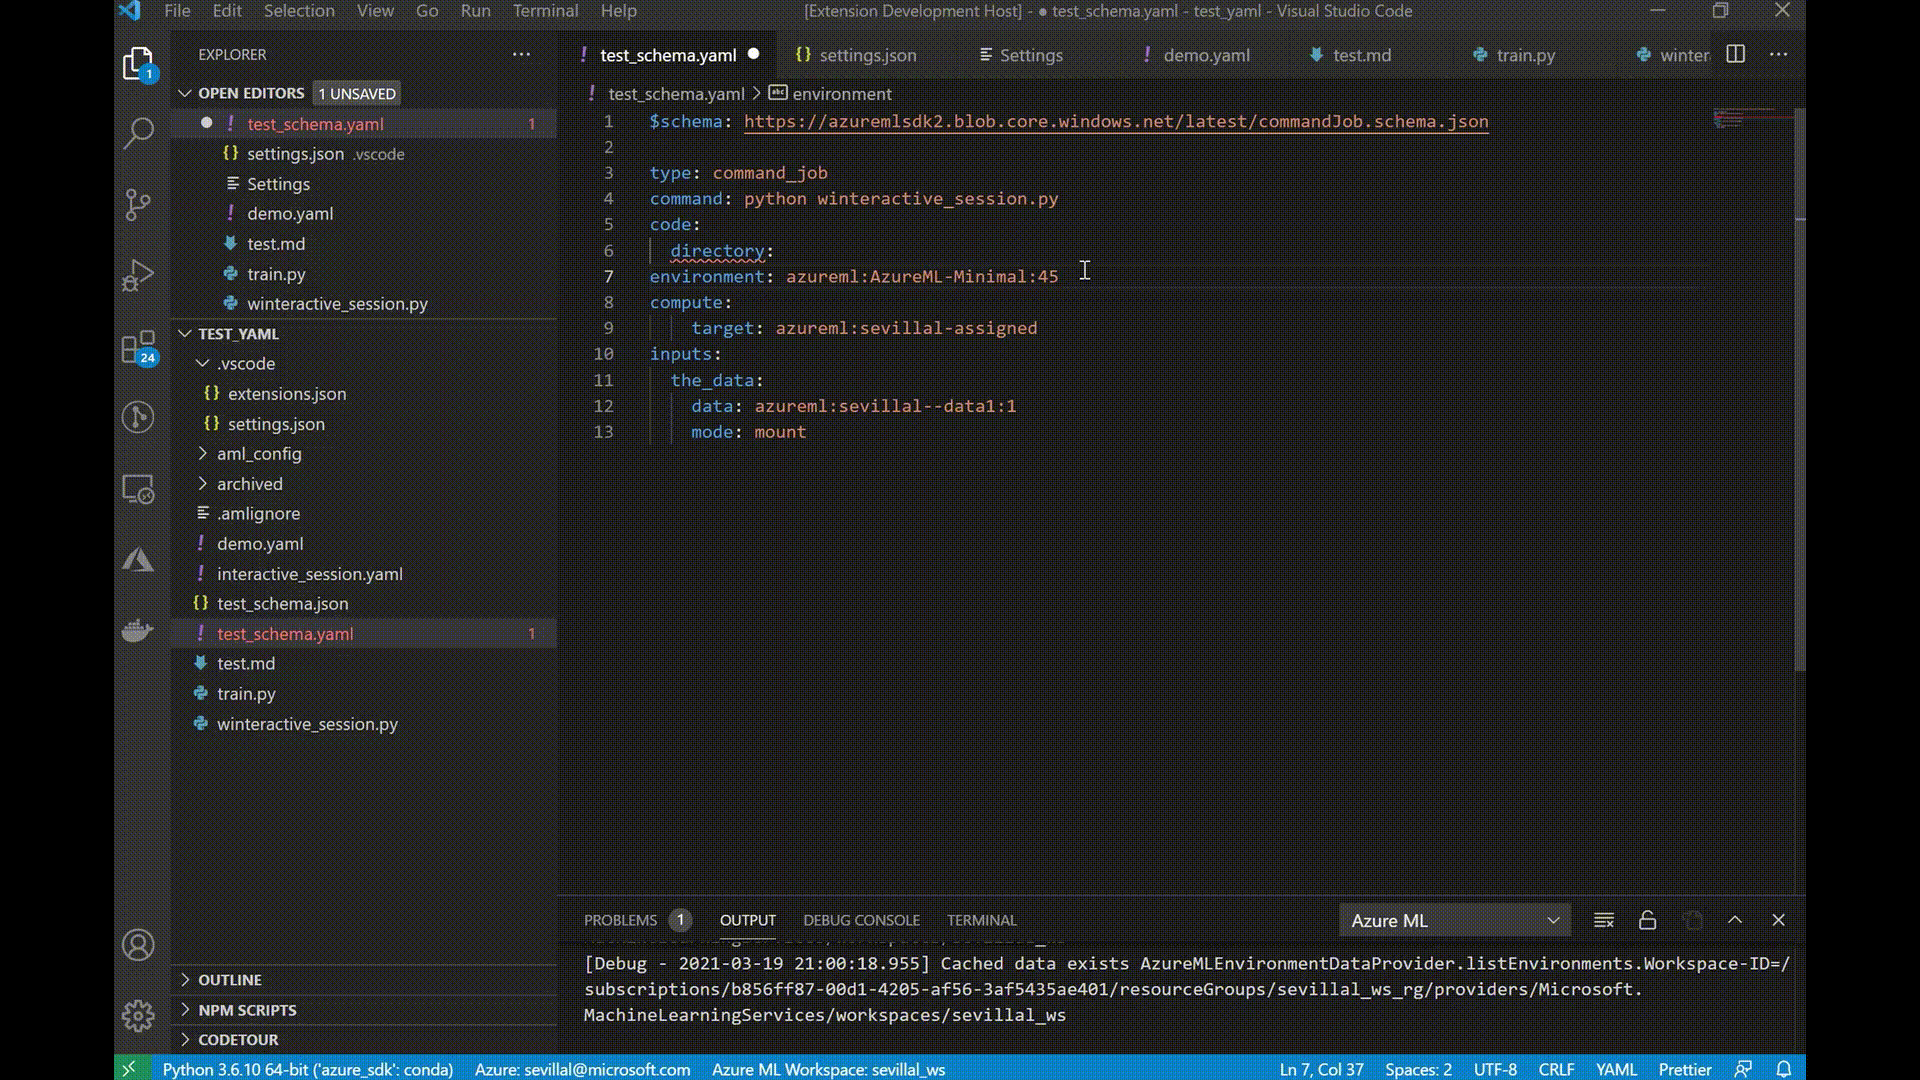 File Edit Selection View Go Run Terminal Help
[Extension Development Host] - ● test_schema.yaml - test_yaml - Visual Studio Code
EXPLORER
OPEN EDITORS 1 UNSAVED
test_schema.yaml 1
settings.json .vscode
Settings
demo.yaml
test.md
train.py
winteractive_session.py
TEST_YAML
.vscode
extensions.json
settings.json
aml_config
archived
.amlignore
demo.yaml
interactive_session.yaml
test_schema.json
test_schema.yaml 1
test.md
train.py
winteractive_session.py
OUTLINE
NPM SCRIPTS
CODETOUR
1
24
test_schema.yaml settings.json Settings demo.yaml test.md train.py winter
test_schema.yaml > environment
1 $schema: https://azuremlsdk2.blob.core.windows.net/latest/commandJob.schema.json
2
3 type: command_job
4 command: python winteractive_session.py
5 code:
6 directory:
7 environment: azureml:AzureML-Minimal:45
8 compute:
9 target: azureml:sevillal-assigned
10 inputs:
11 the_data:
12 data: azureml:sevillal--data1:1
13 mode: mount
PROBLEMS 1 OUTPUT DEBUG CONSOLE TERMINAL Azure ML
[Debug - 2021-03-19 21:00:18.955] Cached data exists AzureMLEnvironmentDataProvider.listEnvironments.Workspace-ID=/
subscriptions/b856ff87-00d1-4205-af56-3af5435ae401/resourceGroups/sevillal_ws_rg/providers/Microsoft.
MachineLearningServices/workspaces/sevillal_ws
Python 3.6.10 64-bit ('azure_sdk': conda) Azure: sevillal@microsoft.com Azure ML Workspace: sevillal_ws Ln 7, Col 37 Spaces: 2 UTF-8 CRLF YAML Prettier